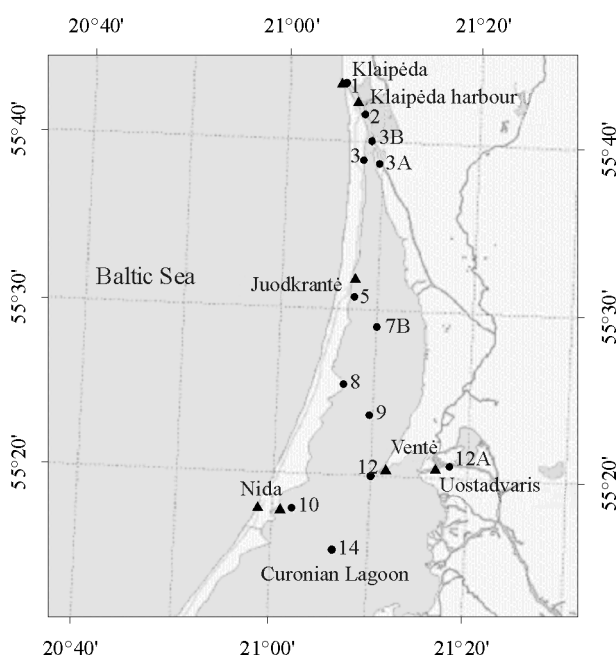 20°40' 21°00' 21°20'
Klaipėda
1
Klaipėda harbour
2
55°40'
3B
55°40'
3
3A
Baltic Sea
Juodkrantė
5
55°30'
55°30'
7B
8
9
Ventė
55°20'
12
12A
55°20'
Uostadvaris
Nida
10
14
Curonian Lagoon
20°40' 21°00' 21°20'